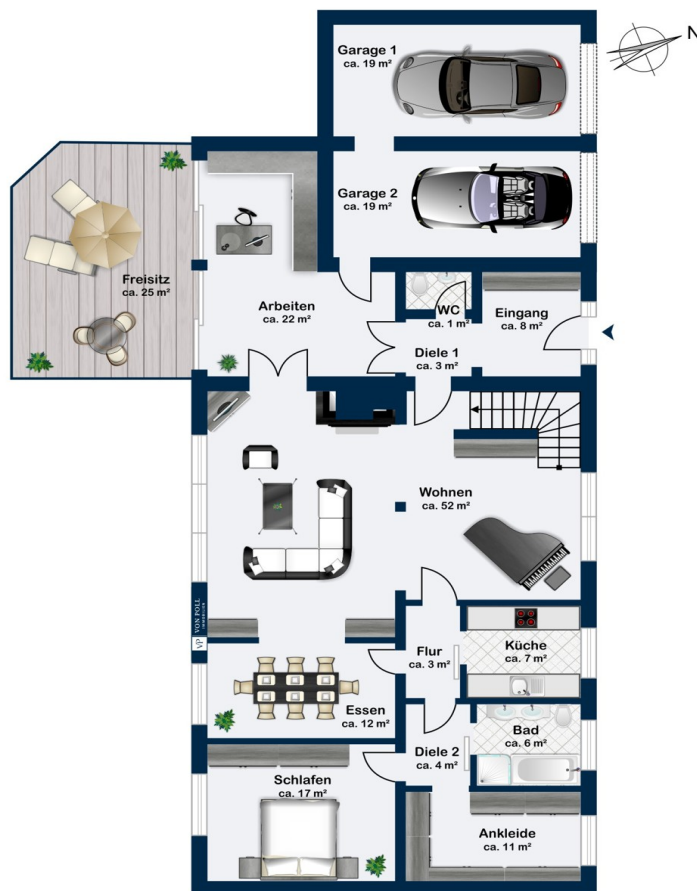 N
Garage 1
ca. 19 m²
Garage 2
ca. 19 m²
Freisitz
ca. 25 m²
Arbeiten
ca. 22 m²
WC
ca. 1 m²
Eingang
ca. 8 m²
Diele 1
ca. 3 m²
Wohnen
ca. 52 m²
VP VON POLL
IMMOBILIEN
Flur
ca. 3 m²
Küche
ca. 7 m²
Essen
ca. 12 m²
Diele 2
ca. 4 m²
Bad
ca. 6 m²
Schlafen
ca. 17 m²
Ankleide
ca. 11 m²